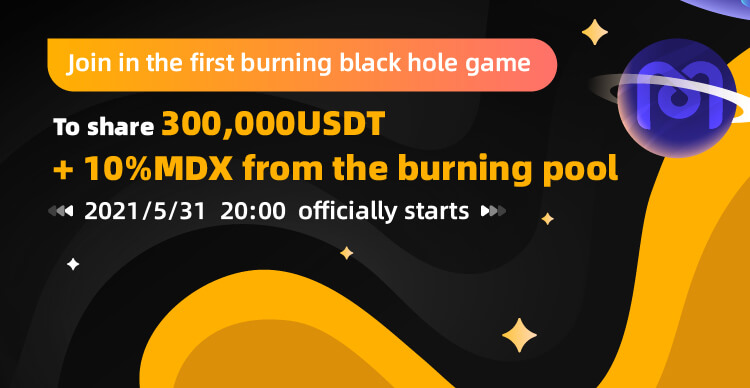 Join in the first burning black hole game
To share 300,000USDT
+ 10%MDX from the burning pool
2021/5/31 20:00 officially starts